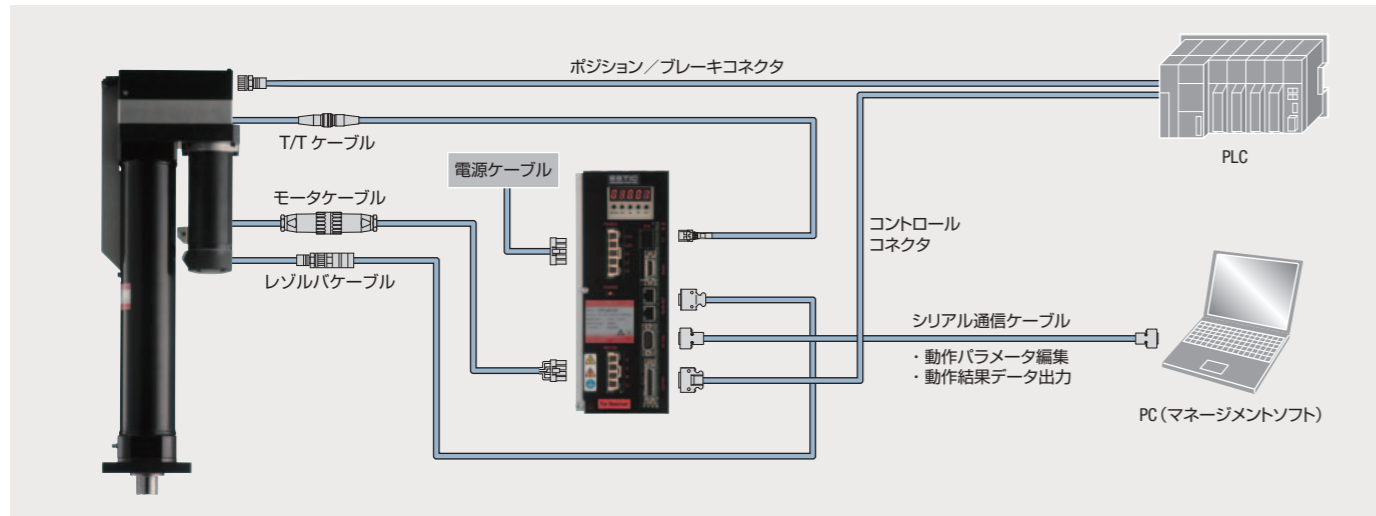 ポジション／ブレーキコネクタ
T/T ケーブル
PLC
電源ケーブル
ESTIC
モータケーブル
コントロール
コネクタ
レゾルバケーブル
シリアル通信ケーブル
・動作パラメータ編集
・動作結果データ出力
PC（マネージメントソフト）